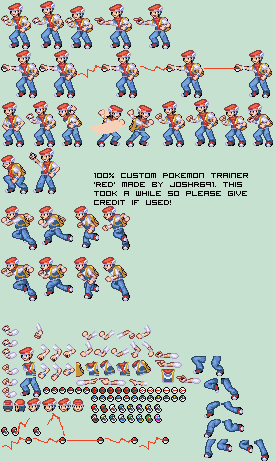 100% CUSTOM POKEMON TRAINER
'RED' MADE BY JOSHR691. THIS
TOOK A WHILE SO PLEASE GIVE
CREDIT IF USED!